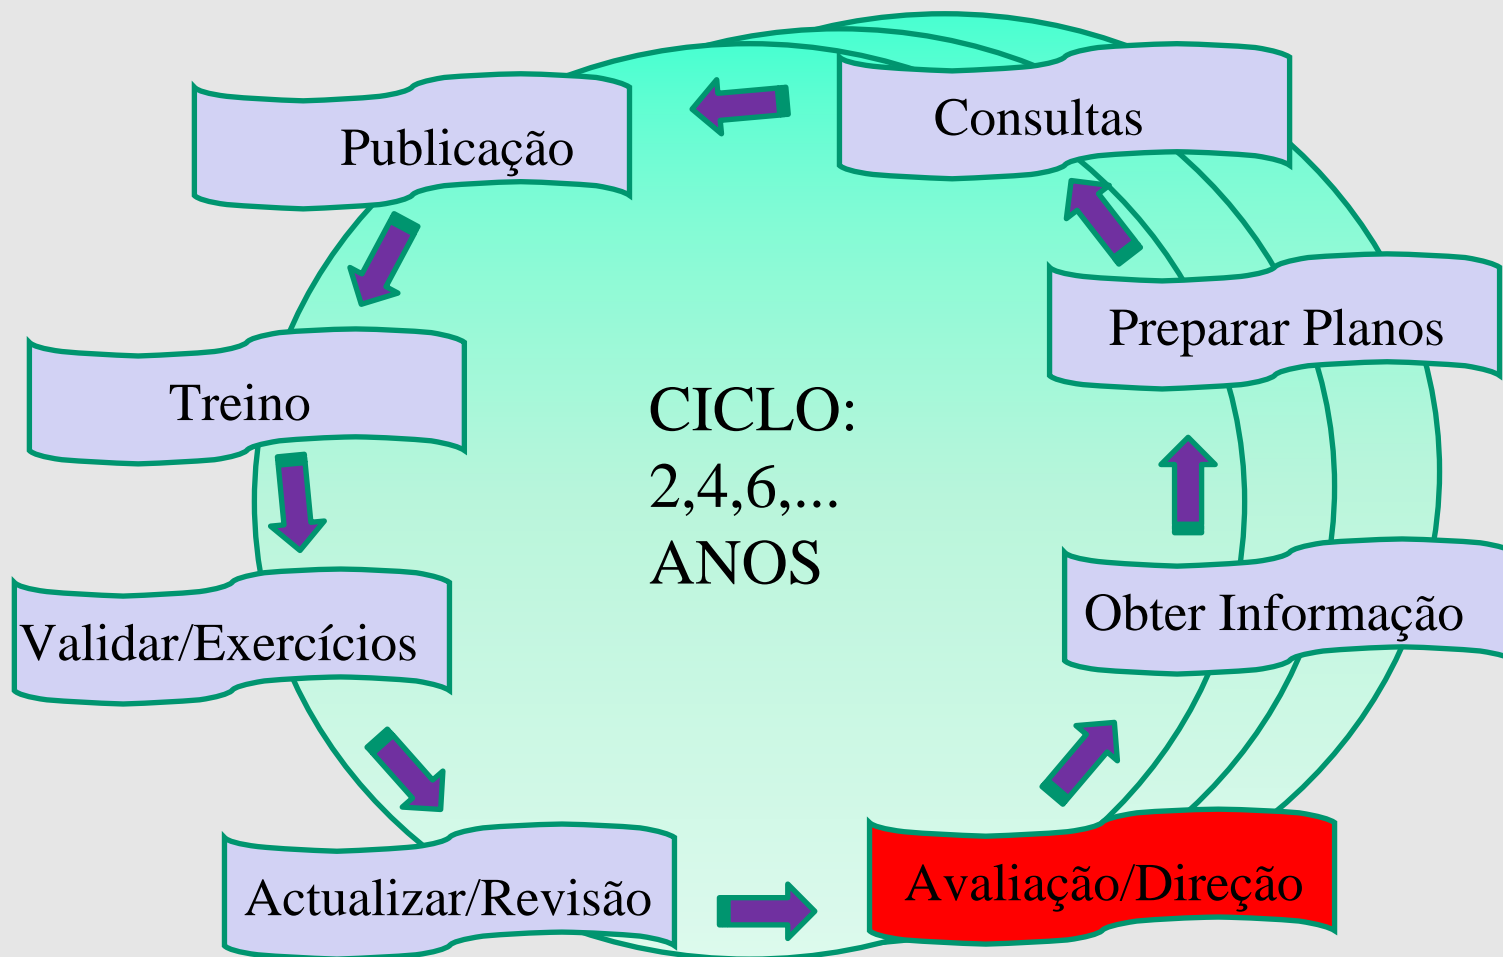 Consultas
Publicação
Preparar Planos
Treino
CICLO:
2,4,6,...
ANOS
Obter Informação
Validar/Exercícios
Avaliação/Direção
Actualizar/Revisão